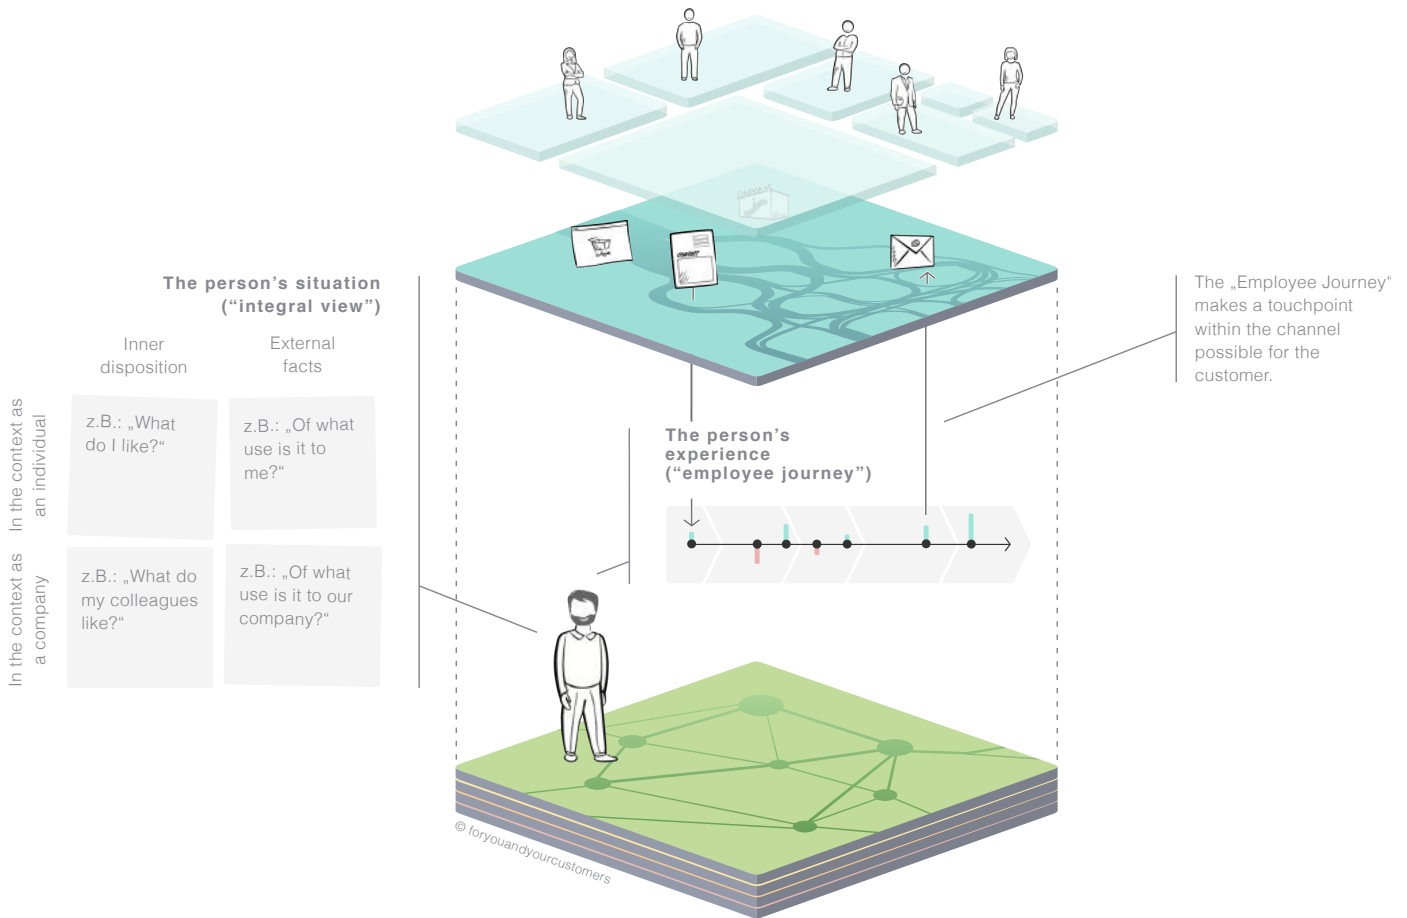 The person’s situation
(“integral view”)
Inner
disposition
External
facts
In the context as
an individual
z.B.: „What
do I like?“
z.B.: „Of what
use is it to
me?“
In the context as
a company
z.B.: „What do
my colleagues
like?“
z.B.: „Of what
use is it to our
company?“
The person’s
experience
(“employee journey”)
The „Employee Journey“
makes a touchpoint
within the channel
possible for the
customer.
© foryouandyourcustomers